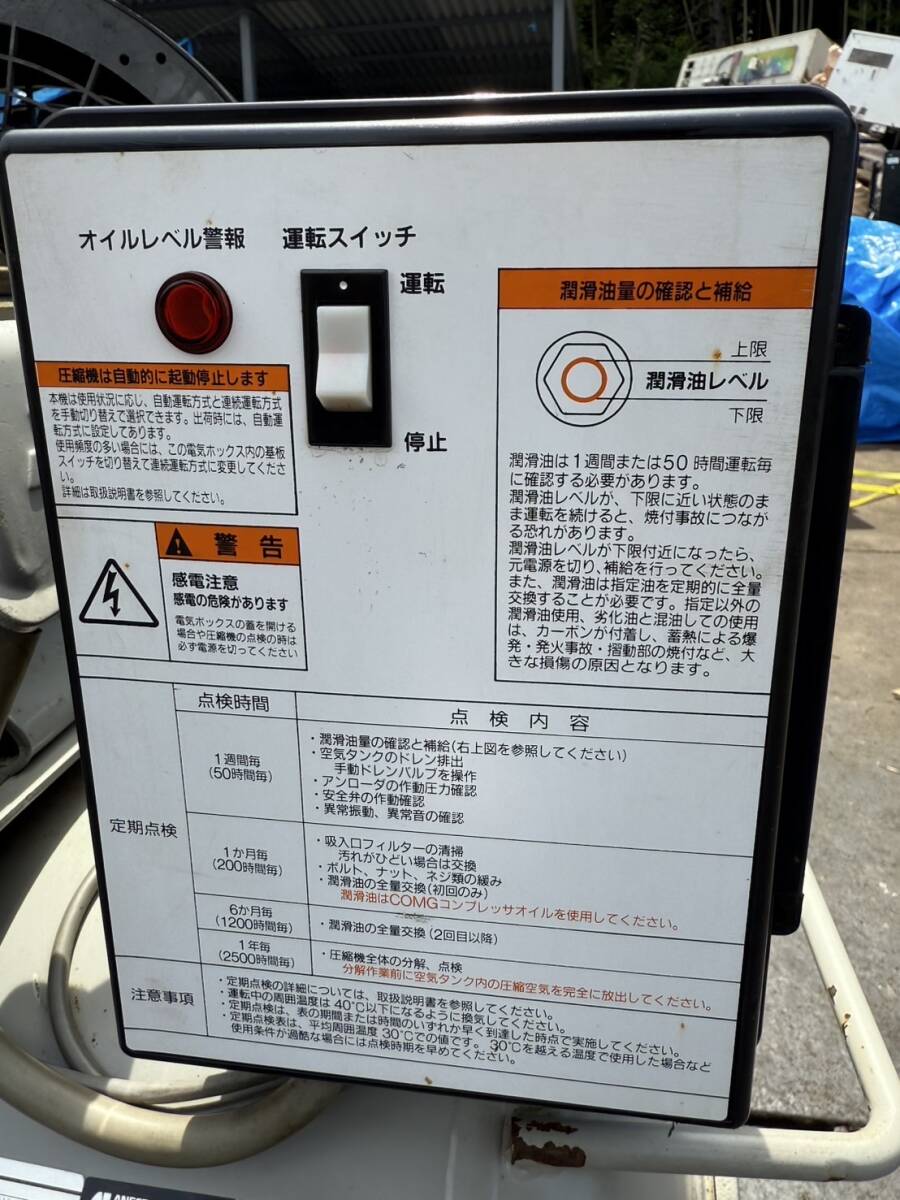 オイルレベル警報
運転スイッチ
運転
停止
圧縮機は自動的に起動停止します
本機は使用状況に応じ、自動運転方式と連続運転方式
を手動切り替えで選択できます。出荷時には、自動運
転方式に設定してあります。
使用頻度の多い場合には、この電気ボックス内の基板
スイッチを切り替えて連続運転方式に変更してくださ
い。
詳細は取扱説明書を参照してください。
警告
感電注意
感電の危険があります
電気ボックスの蓋を開ける
場合や圧縮機の点検の時は
必ず電源を切ってください
潤滑油量の確認と補給
上限
潤滑油レベル
下限
潤滑油は1週間または50時間運転毎
に確認する必要があります。
潤滑油レベルが、下限に近い状態のま
ま運転を続けると、焼付事故につなが
る恐れがあります。
潤滑油レベルが下限付近になったら、
元電源を切り、補給を行ってください。
また、潤滑油は指定油を定期的に全量
交換することが必要です。指定以外の
潤滑油使用、劣化油と混油しての使用
は、カーボンが付着し、蓄熱による爆
発・発火事故・摺動部の焼付など、大
きな損傷の原因となります。
点検時間
点検内容
定期点検
1週間毎
(50時間毎)
・潤滑油量の確認と補給(右上図を参照してください)
・空気タンクのドレン排出
手動ドレンバルブを操作
・アンローダの作動圧力確認
・安全弁の作動確認
・異常振動、異常音の確認
1か月毎
(200時間毎)
・吸入口フィルターの清掃
汚れがひどい場合は交換
・ボルト、ナット、ネジ類の緩み
・潤滑油の全量交換(初回のみ)
潤滑油はCOMGコンプレッサオイルを使用してください。
6か月毎
(1200時間毎)
・潤滑油の全量交換(2回目以降)
1年毎
(2500時間毎)
・圧縮機全体の分解、点検
分解作業前に空気タンク内の圧縮空気を完全に放出してください。
注意事項
・定期点検の詳細については、取扱説明書を参照してください。
・運転中の周囲温度は40℃以下になるように換気してください。
・定期点検は、表の期間または時間のいずれか早く到達した時点で実施してください。
・定期点検表は、平均周囲温度30℃での値です。30℃を越える温度で使用した場合など
使用条件が過酷な場合には点検時期を早めてください。